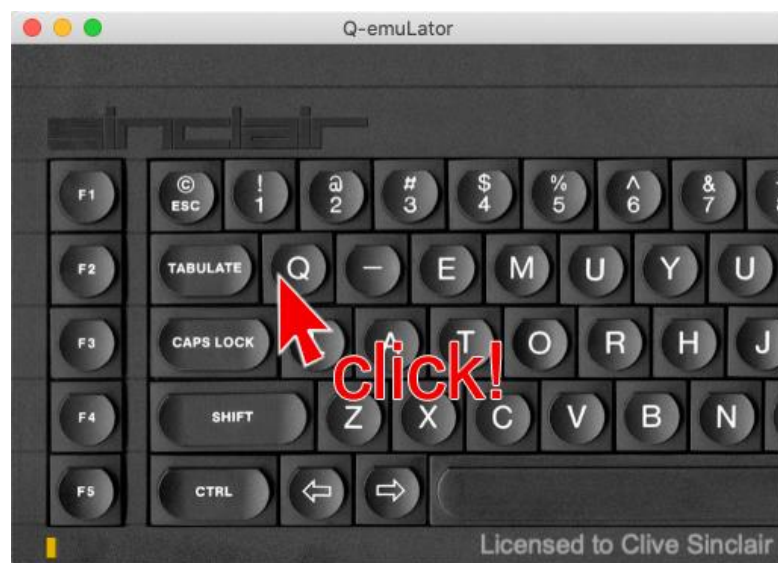 Q-emuLator
sinclair
F1 © ESC ! 1 @ 2 # 3 $ 4 % 5 ^ 6 & 7
F2 TABULATE Q – E M U Y U
F3 CAPS LOCK A T O R H J
click!
F4 SHIFT Z X C V B N
F5 CTRL ⇦ ⇨
Licensed to Clive Sinclair